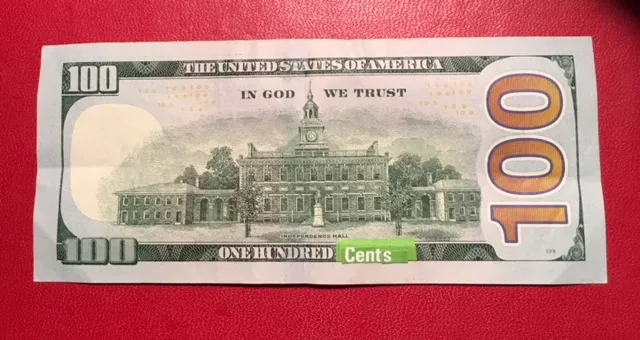 100
THE UNITED STATES OF AMERICA
IN GOD WE TRUST
100
INDEPENDENCE HALL
100
ONE HUNDRED Cents